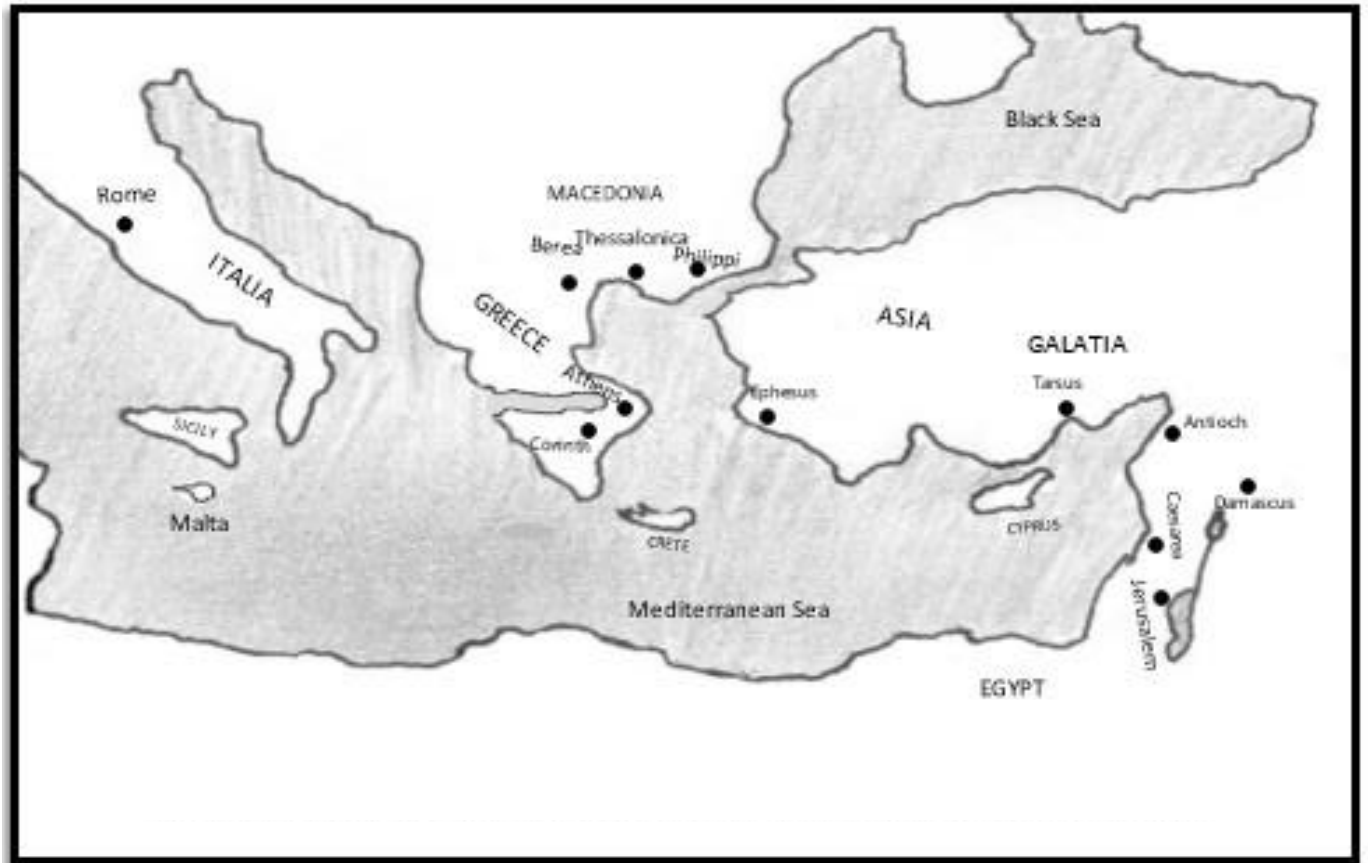 Black Sea
Rome
MACEDONIA
Thessalonica
Berea
Philippi
ITALIA
GREECE
ASIA
GALATIA
Athens
Tarsus
Ephesus
SICILY
Corinth
Antioch
Malta
Damascus
CRETE
CYPRUS
Caesarea
Mediterranean Sea
Jerusalem
EGYPT